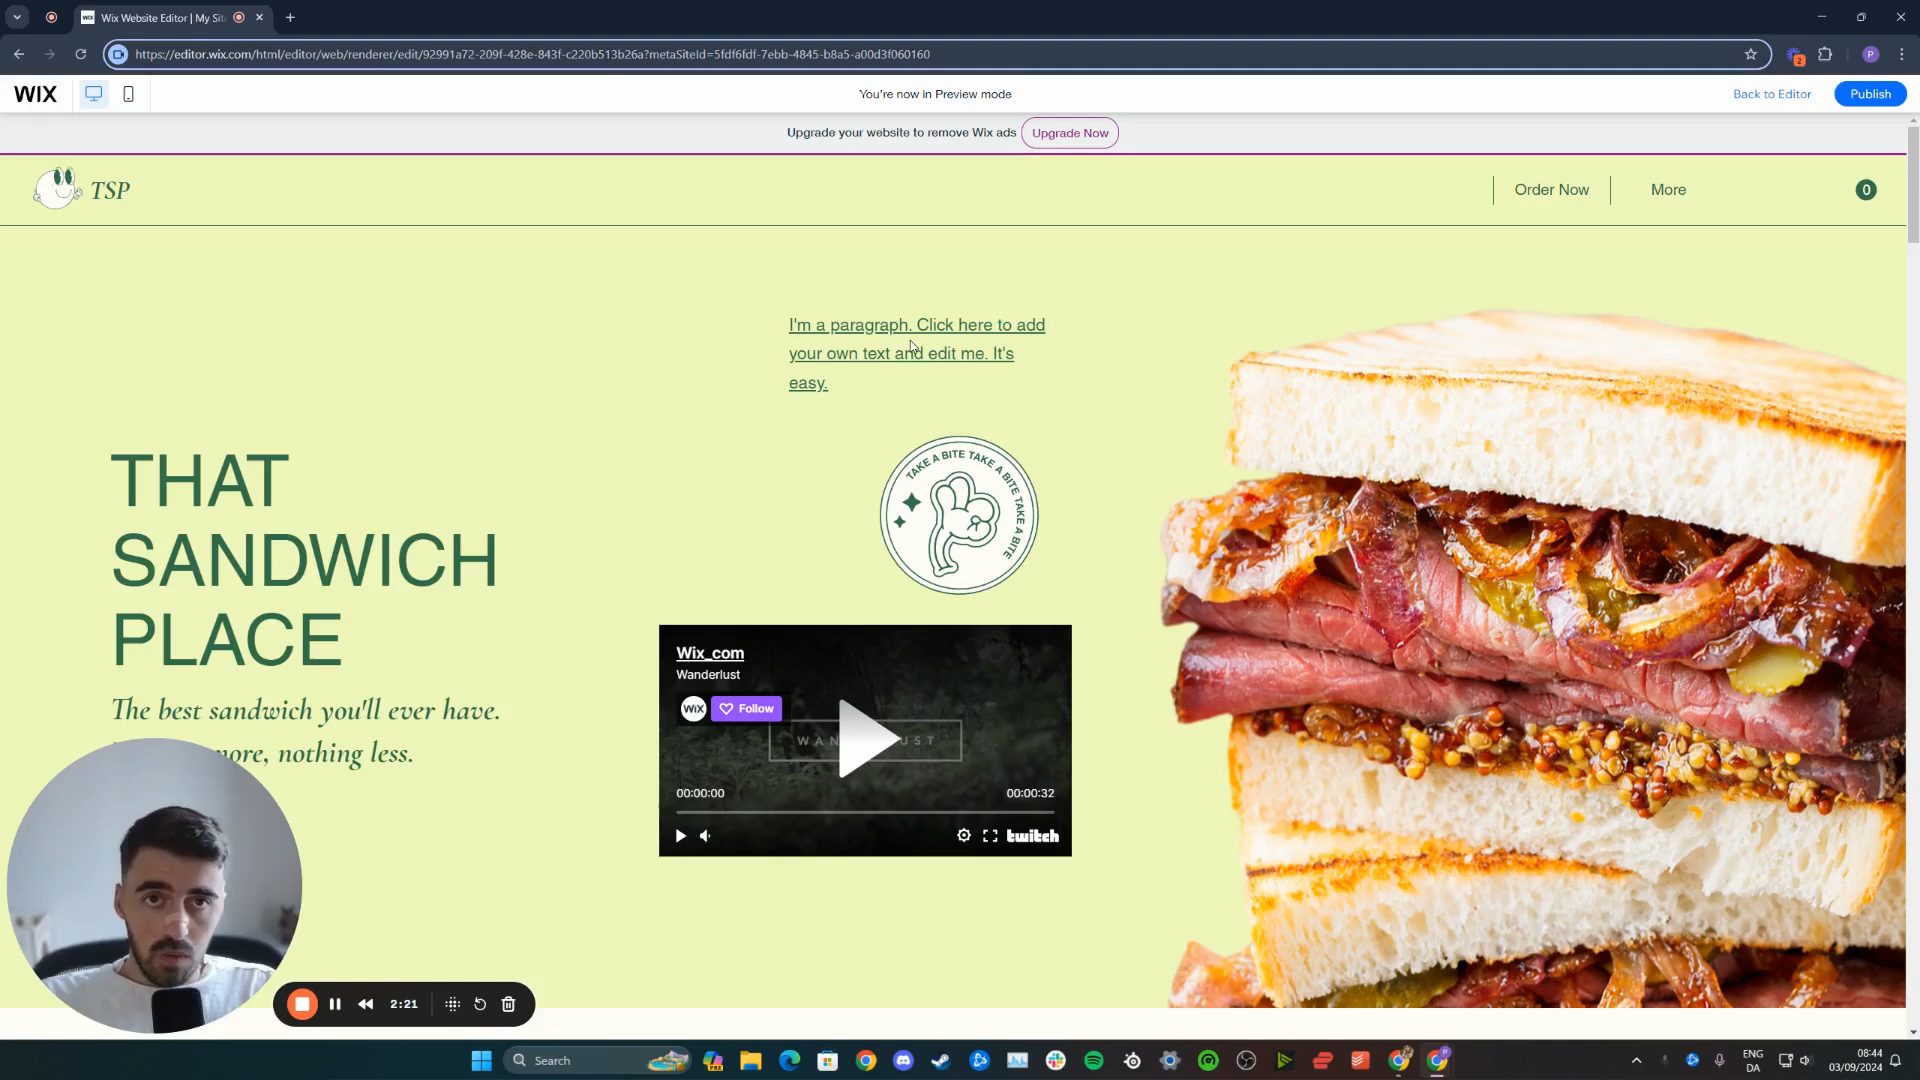 Wix Website Editor | My Sit
https://editor.wix.com/html/editor/web/renderer/edit/92991a72-209f-428e-843f-c220b513b26a?metaSiteId=5fdf6fdf-7ebb-4845-b8a5-a00d3f060160
2
P
WIX
You're now in Preview mode
Back to Editor
Publish
Upgrade your website to remove Wix ads
Upgrade Now
TSP
Order Now
More
0
I'm a paragraph. Click here to add
your own text and edit me. It's
easy.
TAKE A BITE TAKE A BITE TAKE A BITE
THAT
SANDWICH
PLACE
The best sandwich you'll ever have.
more, nothing less.
Wix_com
Wanderlust
WiX
Follow
00:00:00
00:00:32
twitch
2:21
Search
ENG
DA
08:44
03/09/2024